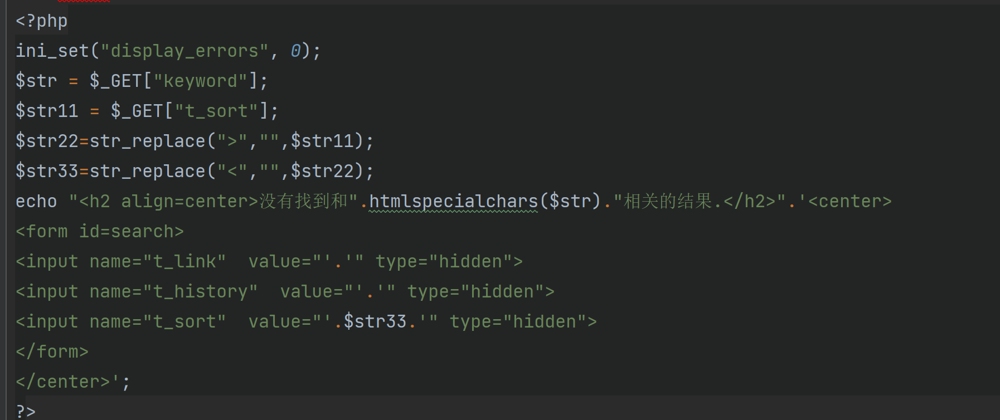 <?php
ini_set("display_errors", 0);
$str = $_GET["keyword"];
$str11 = $_GET["t_sort"];
$str22=str_replace(">","",$str11);
$str33=str_replace("<","",$str22);
echo "<h2 align=center>没有找到和".htmlspecialchars($str)."相关的结果.</h2>".'<center>
<form id=search>
<input name="t_link"  value="'.'" type="hidden">
<input name="t_history"  value="'.'" type="hidden">
<input name="t_sort"  value="'.$str33.'" type="hidden">
</form>
</center>';
?>